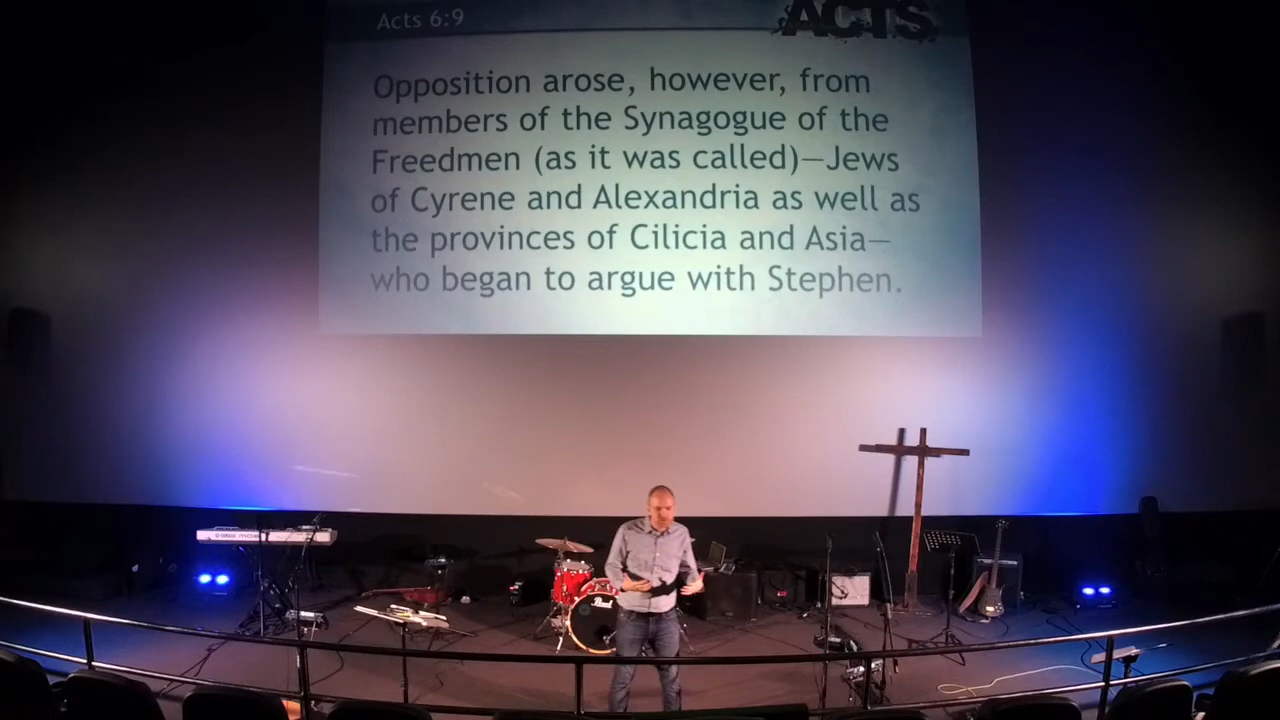 Acts 6:9
ACTS
Opposition arose, however, from
members of the Synagogue of the
Freedmen (as it was called)—Jews
of Cyrene and Alexandria as well as
the provinces of Cilicia and Asia—
who began to argue with Stephen.
Pearl